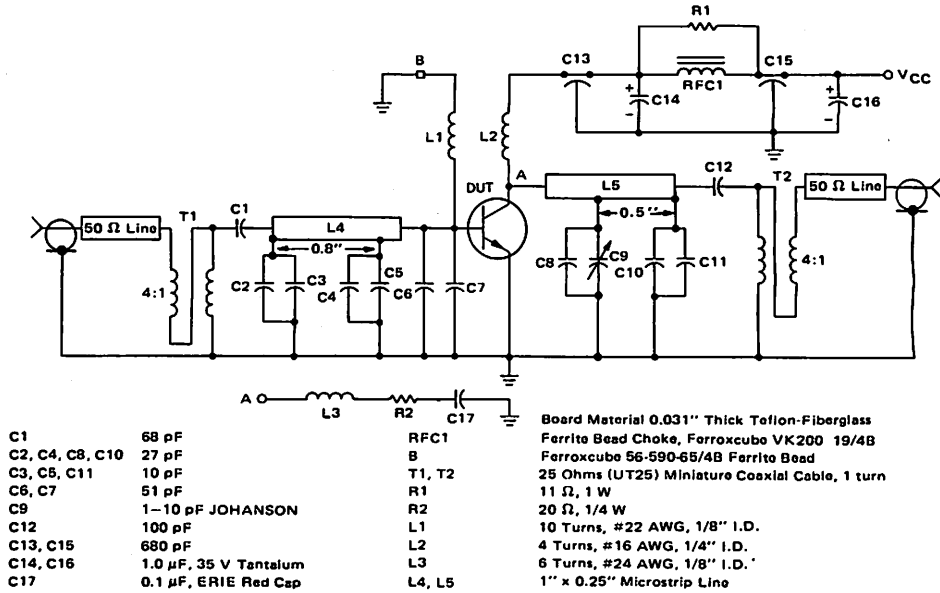 R1
B
C13
C15
V_CC
RFC1
+
C14
−
+
C16
−
L1
L2
DUT
A
C12
T2
L5
50 Ω Line
0.5''
50 Ω Line
T1
C1
L4
0.8''
C2
C3
C4
C5
C6
C7
C8
C9
C10
C11
4:1
4:1
A
L3
R2
C17
Board Material 0.031'' Thick Teflon-Fiberglass
C1 68 pF RFC1 Ferrite Bead Choke, Ferroxcube VK200 19/4B
C2, C4, C8, C10 27 pF B Ferroxcube 56-590-65/4B Ferrite Bead
C3, C5, C11 10 pF T1, T2 25 Ohms (UT25) Miniature Coaxial Cable, 1 turn
C6, C7 51 pF R1 11 Ω, 1 W
C9 1–10 pF JOHANSON R2 20 Ω, 1/4 W
C12 100 pF L1 10 Turns, #22 AWG, 1/8'' I.D.
C13, C15 680 pF L2 4 Turns, #16 AWG, 1/4'' I.D.
C14, C16 1.0 µF, 35 V Tantalum L3 6 Turns, #24 AWG, 1/8'' I.D.
C17 0.1 µF, ERIE Red Cap L4, L5 1'' x 0.25'' Microstrip Line